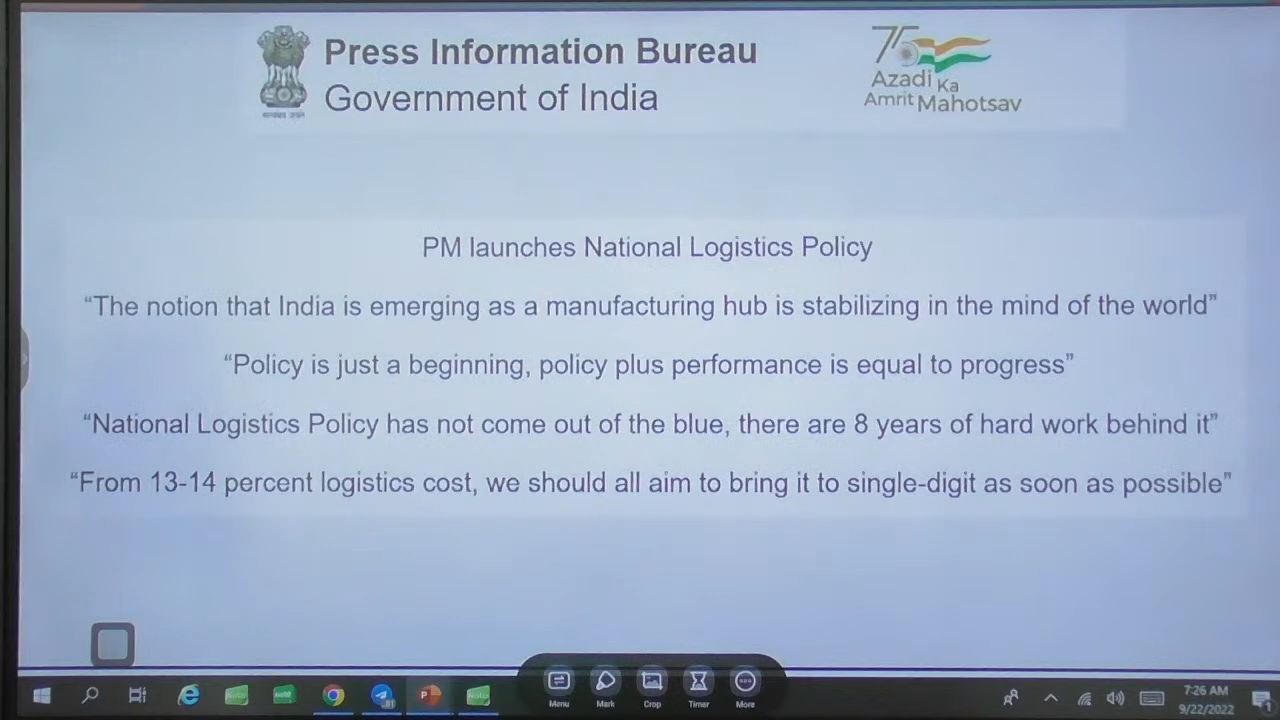 Press Information Bureau
Government of India
75
Azadi Ka
Amrit Mahotsav
PM launches National Logistics Policy
“The notion that India is emerging as a manufacturing hub is stabilizing in the mind of the world”
“Policy is just a beginning, policy plus performance is equal to progress”
“National Logistics Policy has not come out of the blue, there are 8 years of hard work behind it”
“From 13-14 percent logistics cost, we should all aim to bring it to single-digit as soon as possible”
Menu Mark Crop Timer More
7:26 AM
9/22/2022